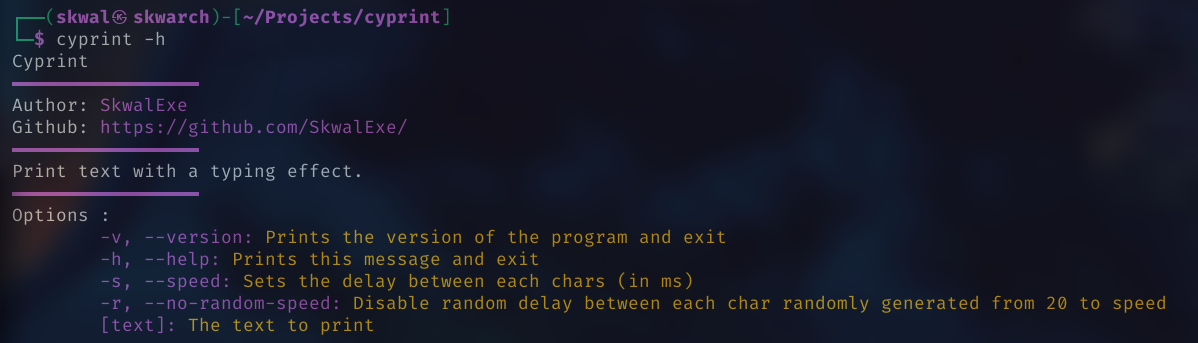 ┌──(skwal㉿ skwarch)-[~/Projects/cyprint]
└─$ cyprint -h
Cyprint
Author: SkwalExe
Github: https://github.com/SkwalExe/
Print text with a typing effect.
Options :
-v, --version: Prints the version of the program and exit
-h, --help: Prints this message and exit
-s, --speed: Sets the delay between each chars (in ms)
-r, --no-random-speed: Disable random delay between each char randomly generated from 20 to speed
[text]: The text to print